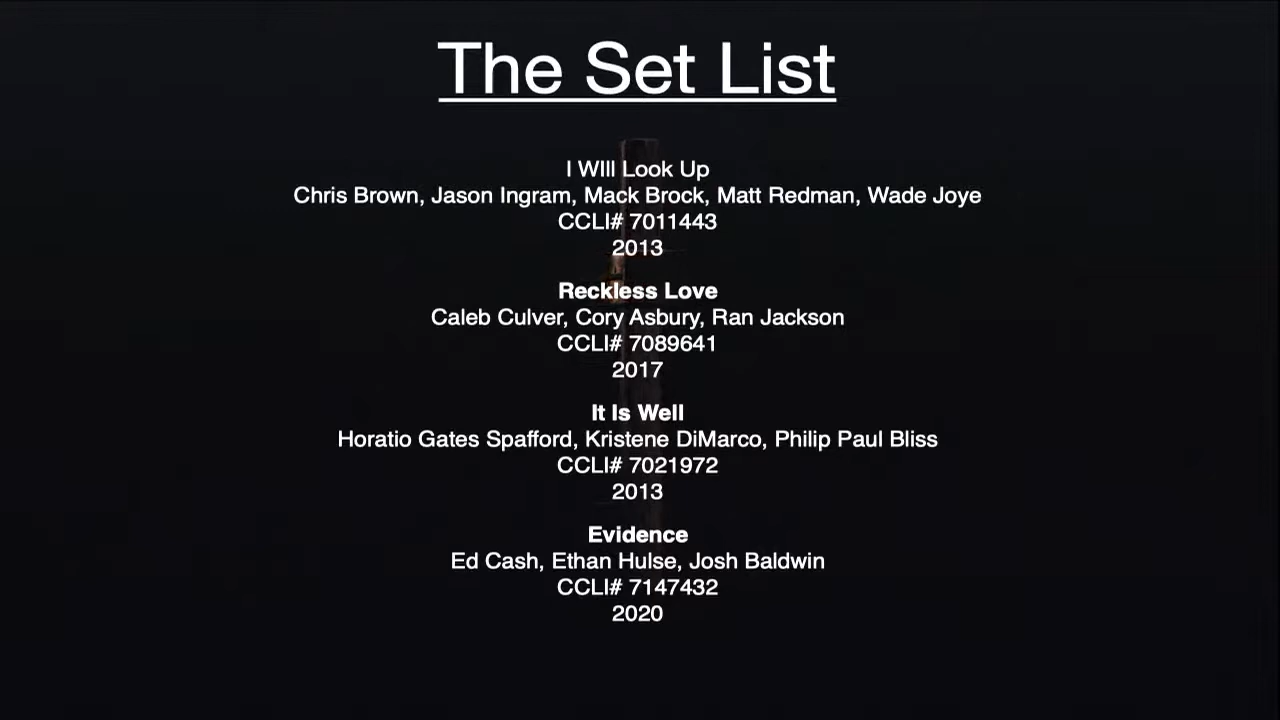 The Set List
I WIll Look Up
Chris Brown, Jason Ingram, Mack Brock, Matt Redman, Wade Joye
CCLI# 7011443
2013
Reckless Love
Caleb Culver, Cory Asbury, Ran Jackson
CCLI# 7089641
2017
It Is Well
Horatio Gates Spafford, Kristene DiMarco, Philip Paul Bliss
CCLI# 7021972
2013
Evidence
Ed Cash, Ethan Hulse, Josh Baldwin
CCLI# 7147432
2020